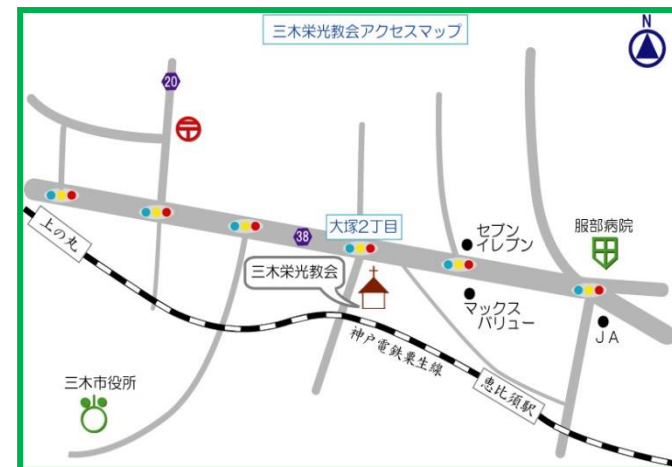 三木栄光教会アクセスマップ
N
20
大塚2丁目
38
セブン
イレブン
服部病院
上の丸
三木栄光教会
マックス
バリュー
JA
神戸電鉄粟生線
恵比須駅
三木市役所